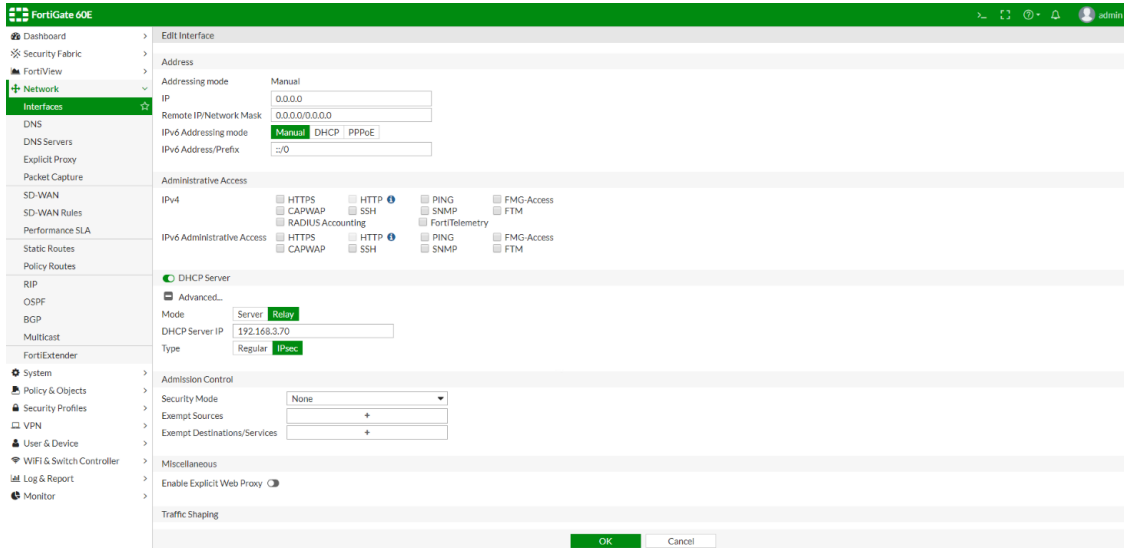 FortiGate 60E
admin
Dashboard
Security Fabric
FortiView
Network
Interfaces
DNS
DNS Servers
Explicit Proxy
Packet Capture
SD-WAN
SD-WAN Rules
Performance SLA
Static Routes
Policy Routes
RIP
OSPF
BGP
Multicast
FortiExtender
System
Policy & Objects
Security Profiles
VPN
User & Device
WiFi & Switch Controller
Log & Report
Monitor
Edit Interface
Address
Addressing mode Manual
IP 0.0.0.0
Remote IP/Network Mask 0.0.0.0/0.0.0.0
IPv6 Addressing mode Manual DHCP PPPoE
IPv6 Address/Prefix ::/0
Administrative Access
IPv4 HTTPS HTTP PING FMG-Access
CAPWAP SSH SNMP FTM
RADIUS Accounting FortiTelemetry
IPv6 Administrative Access HTTPS HTTP PING FMG-Access
CAPWAP SSH SNMP FTM
DHCP Server
Advanced...
Mode Server Relay
DHCP Server IP 192.168.3.70
Type Regular IPsec
Admission Control
Security Mode None
Exempt Sources +
Exempt Destinations/Services +
Miscellaneous
Enable Explicit Web Proxy
Traffic Shaping
OK Cancel